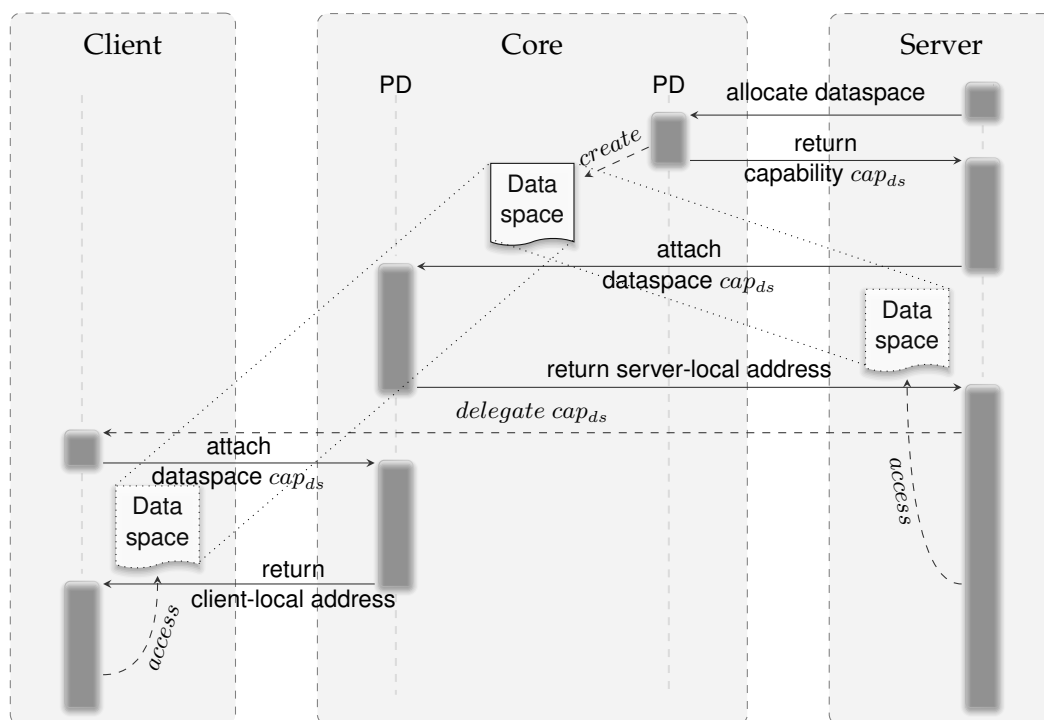 Client
Core
Server
PD
PD
allocate dataspace
create
return
capability cap_ds
Data
space
attach
dataspace cap_ds
Data
space
return server-local address
delegate cap_ds
attach
dataspace cap_ds
access
Data
space
return
client-local address
access